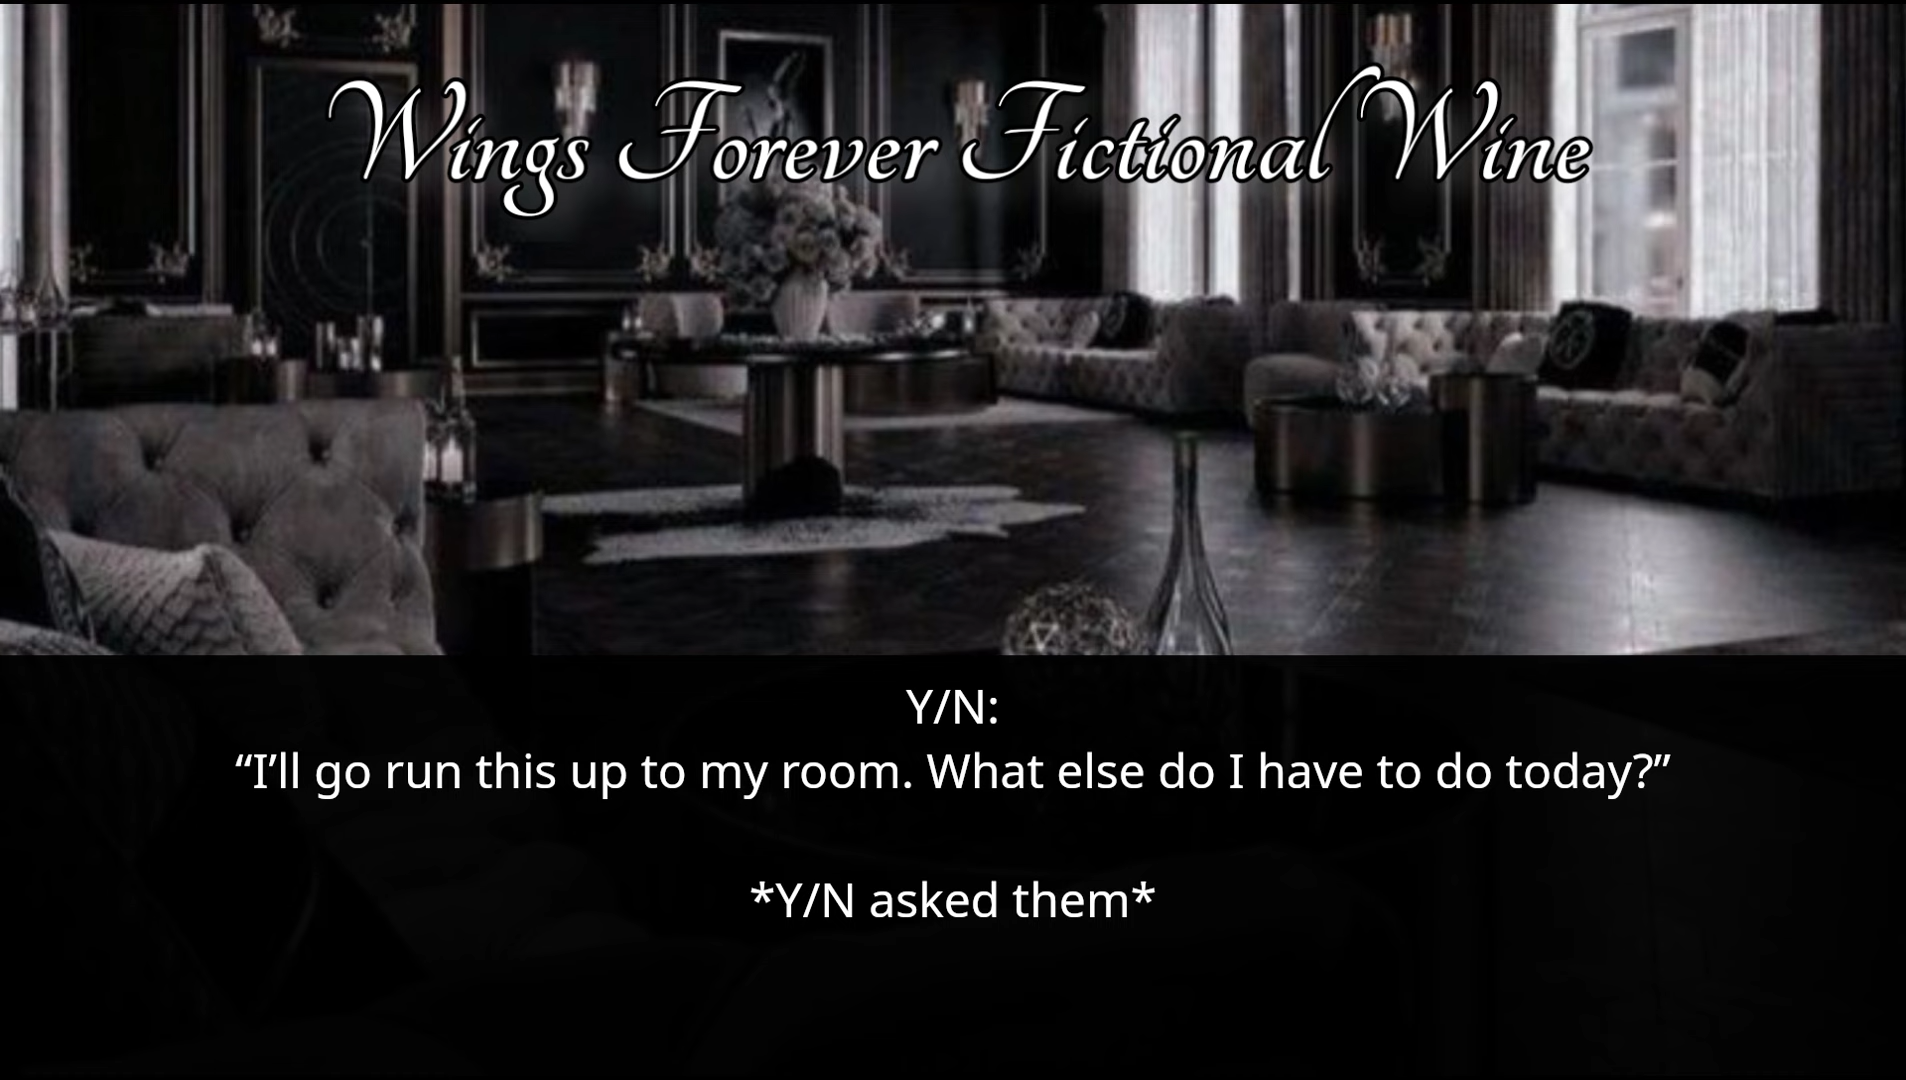 Wings Forever Fictional Wine
Y/N:
“I’ll go run this up to my room. What else do I have to do today?”
*Y/N asked them*